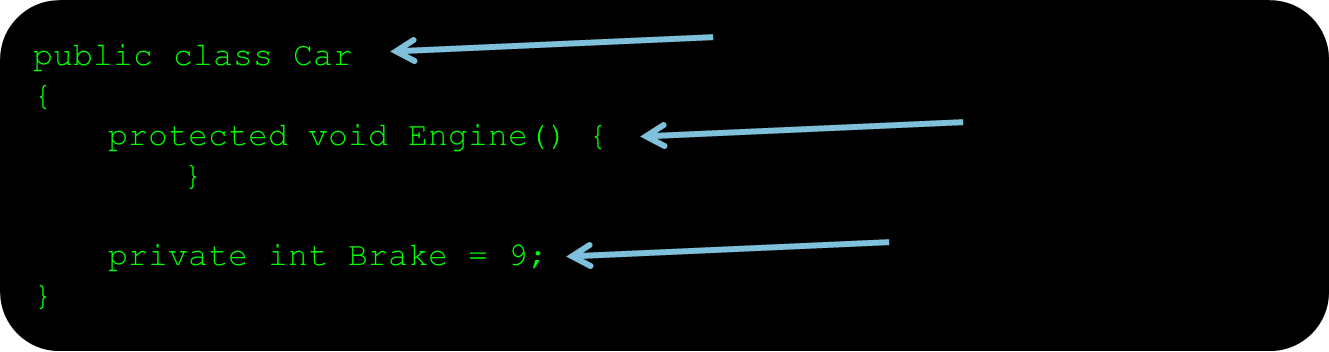 public class Car
{
    protected void Engine() {
        }
    private int Brake = 9;
}